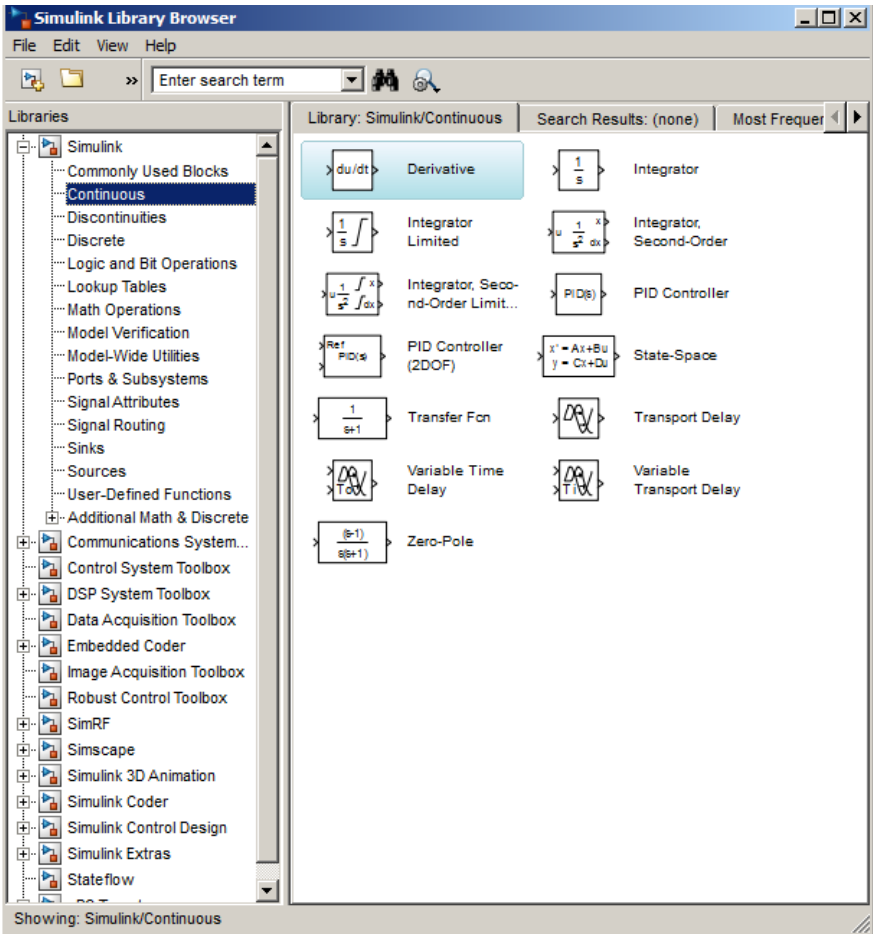 Simulink Library Browser
File Edit View Help
» Enter search term
Libraries
Simulink
Commonly Used Blocks
Continuous
Discontinuities
Discrete
Logic and Bit Operations
Lookup Tables
Math Operations
Model Verification
Model-Wide Utilities
Ports & Subsystems
Signal Attributes
Signal Routing
Sinks
Sources
User-Defined Functions
Additional Math & Discrete
Communications System...
Control System Toolbox
DSP System Toolbox
Data Acquisition Toolbox
Embedded Coder
Image Acquisition Toolbox
Robust Control Toolbox
SimRF
Simscape
Simulink 3D Animation
Simulink Coder
Simulink Control Design
Simulink Extras
Stateflow
Library: Simulink/Continuous Search Results: (none) Most Frequen
du/dt Derivative
1
s
Integrator
1
s ∫
Integrator
Limited
u 1 x
s² dx
Integrator,
Second-Order
u 1 ∫ x
s² ∫dx
Integrator, Seco-
nd-Order Limit...
PID(s) PID Controller
Ref
PID(s)
PID Controller
(2DOF)
x' = Ax+Bu
y = Cx+Du
State-Space
1
s+1
Transfer Fcn
Transport Delay
To
Variable Time
Delay
Ti
Variable
Transport Delay
(s-1)
s(s+1)
Zero-Pole
Showing: Simulink/Continuous